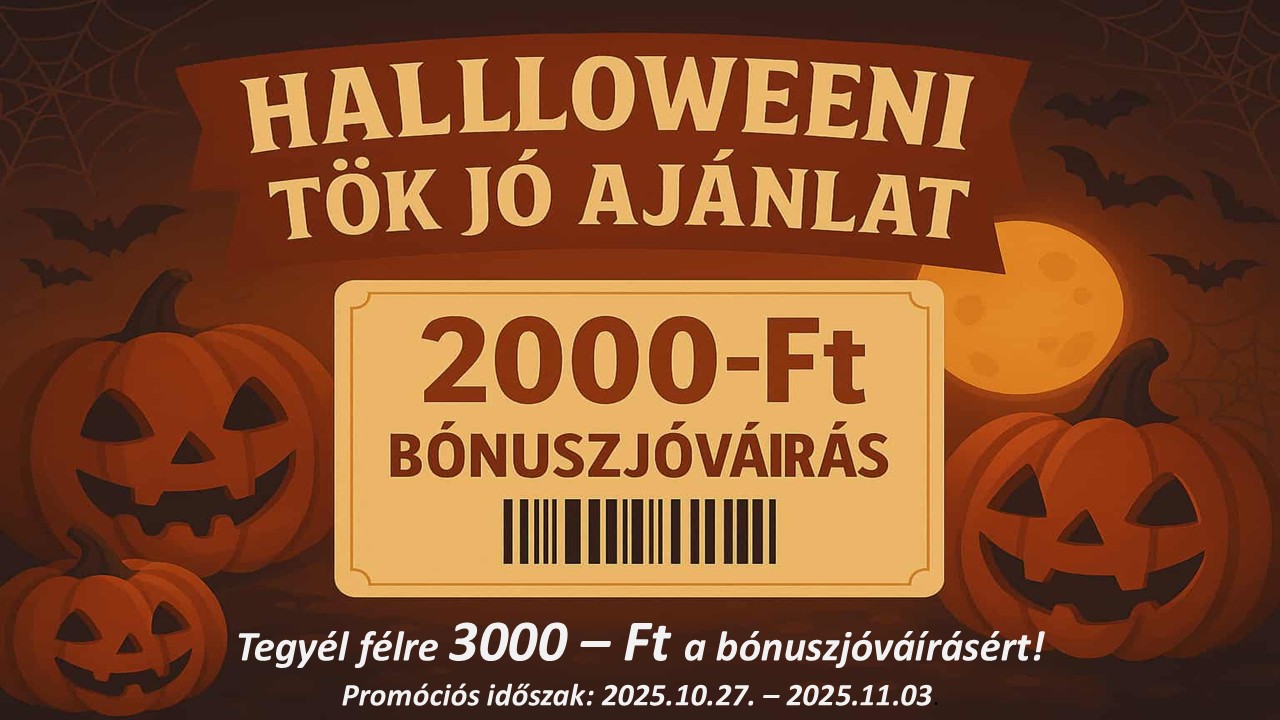 HALLLOWEENI
TÖK JÓ AJÁNLAT
2000-Ft
BÓNUSZJÓVÁIRÁS
Tegyél félre 3000 – Ft a bónuszjóváírásért!
Promóciós időszak: 2025.10.27. – 2025.11.03.